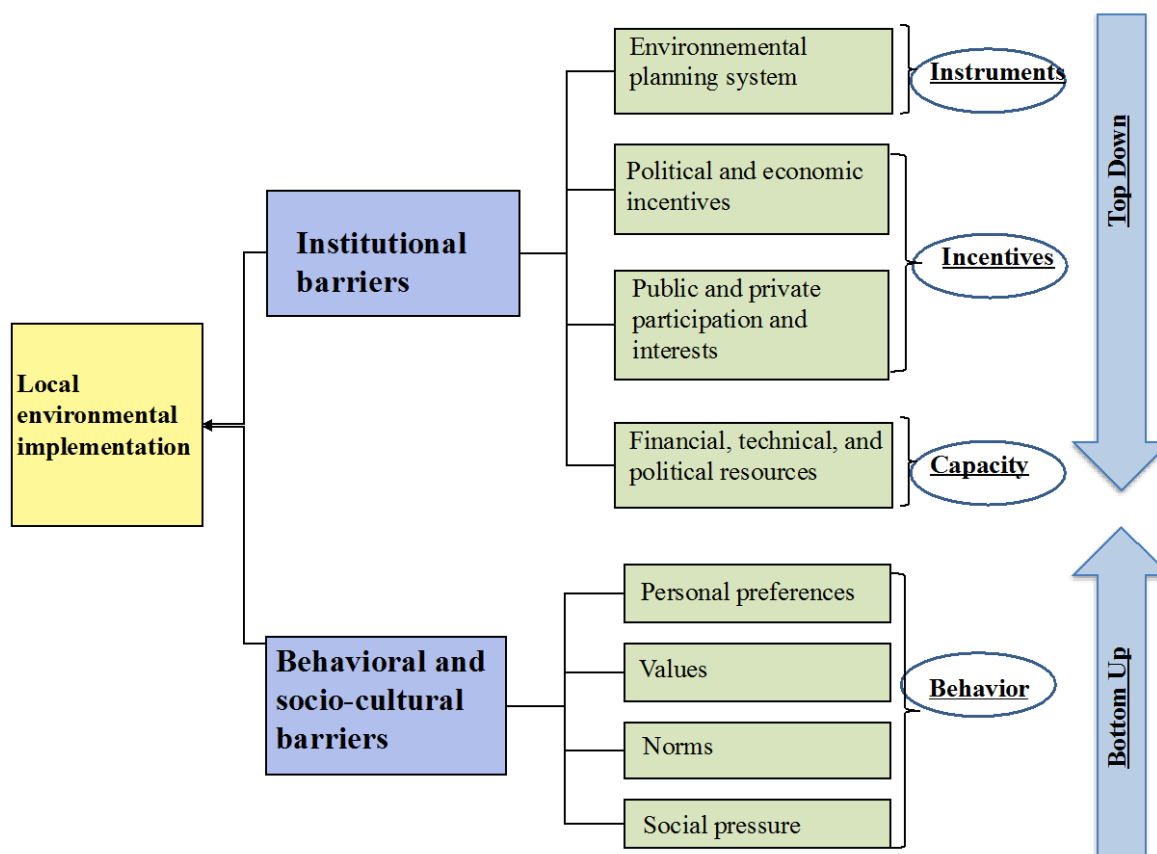 Environnemental
planning system
Instruments
Political and economic
incentives
Incentives
Public and private
participation and
interests
Financial, technical, and
political resources
Capacity
Top Down
Institutional
barriers
Local
environmental
implementation
Behavioral and
socio-cultural
barriers
Personal preferences
Values
Norms
Social pressure
Behavior
Bottom Up